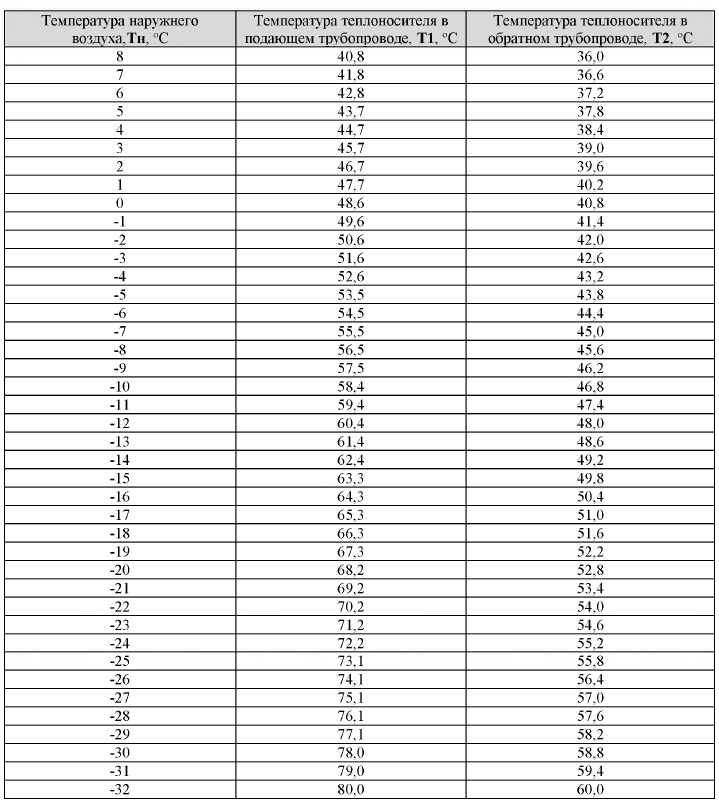 Температура наружнего воздуха,Тн, °С | Температура теплоносителя в подающем трубопроводе, Т1, °С | Температура теплоносителя в обратном трубопроводе, Т2, °С
8 40,8 36,0
7 41,8 36,6
6 42,8 37,2
5 43,7 37,8
4 44,7 38,4
3 45,7 39,0
2 46,7 39,6
1 47,7 40,2
0 48,6 40,8
-1 49,6 41,4
-2 50,6 42,0
-3 51,6 42,6
-4 52,6 43,2
-5 53,5 43,8
-6 54,5 44,4
-7 55,5 45,0
-8 56,5 45,6
-9 57,5 46,2
-10 58,4 46,8
-11 59,4 47,4
-12 60,4 48,0
-13 61,4 48,6
-14 62,4 49,2
-15 63,3 49,8
-16 64,3 50,4
-17 65,3 51,0
-18 66,3 51,6
-19 67,3 52,2
-20 68,2 52,8
-21 69,2 53,4
-22 70,2 54,0
-23 71,2 54,6
-24 72,2 55,2
-25 73,1 55,8
-26 74,1 56,4
-27 75,1 57,0
-28 76,1 57,6
-29 77,1 58,2
-30 78,0 58,8
-31 79,0 59,4
-32 80,0 60,0